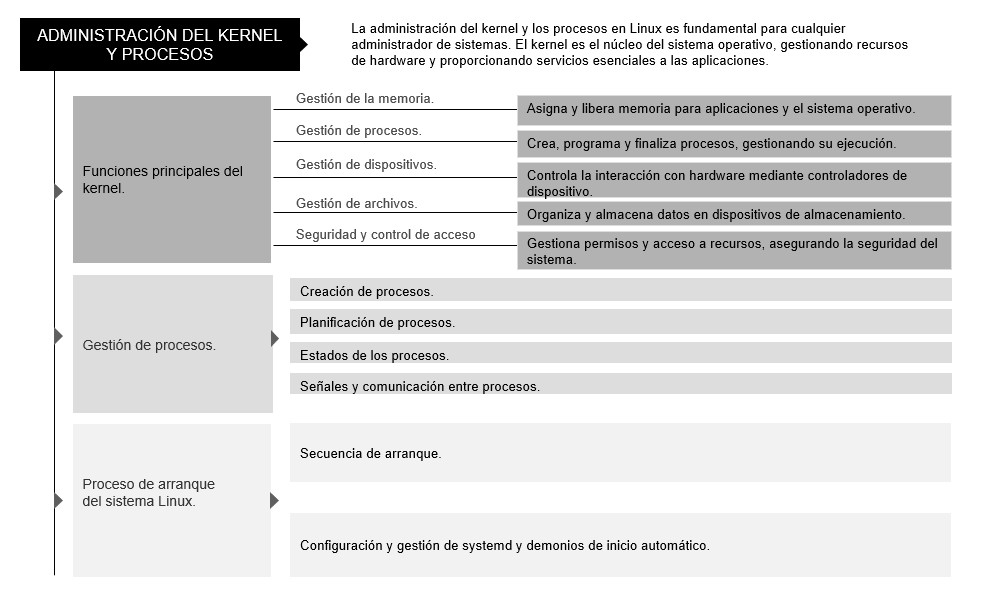 ADMINISTRACIÓN DEL KERNEL
Y PROCESOS
La administración del kernel y los procesos en Linux es fundamental para cualquier
administrador de sistemas. El kernel es el núcleo del sistema operativo, gestionando recursos
de hardware y proporcionando servicios esenciales a las aplicaciones.
Funciones principales del
kernel.
Gestión de la memoria.
Asigna y libera memoria para aplicaciones y el sistema operativo.
Gestión de procesos.
Crea, programa y finaliza procesos, gestionando su ejecución.
Gestión de dispositivos.
Controla la interacción con hardware mediante controladores de
dispositivo.
Gestión de archivos.
Organiza y almacena datos en dispositivos de almacenamiento.
Seguridad y control de acceso
Gestiona permisos y acceso a recursos, asegurando la seguridad del
sistema.
Gestión de procesos.
Creación de procesos.
Planificación de procesos.
Estados de los procesos.
Señales y comunicación entre procesos.
Proceso de arranque
del sistema Linux.
Secuencia de arranque.
Configuración y gestión de systemd y demonios de inicio automático.